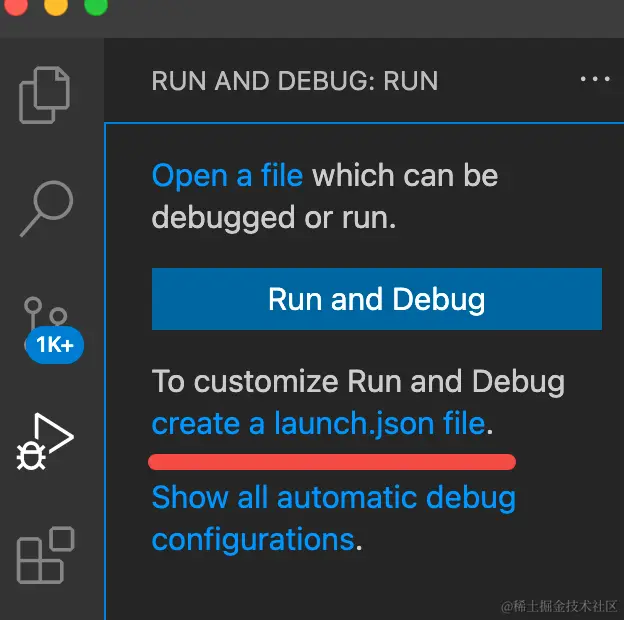 RUN AND DEBUG: RUN
Open a file which can be
debugged or run.
Run and Debug
1K+
To customize Run and Debug
create a launch.json file.
Show all automatic debug
configurations.
@稀土掘金技术社区